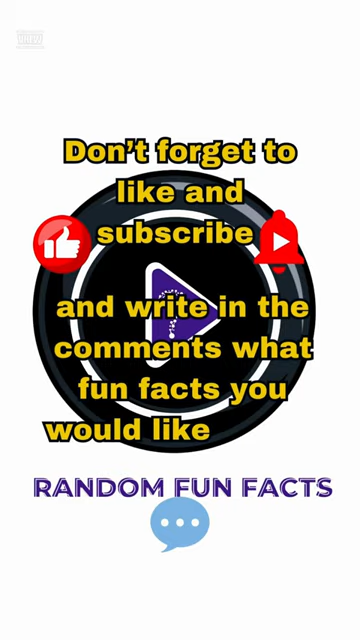 Don't forget to
like and
subscribe
and write in the
comments what
fun facts you
would like
RANDOM FUN FACTS